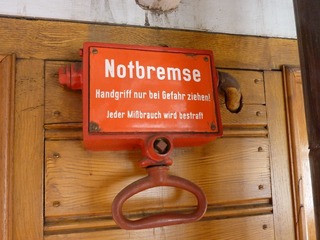 Notbremse
Handgriff nur bei Gefahr ziehen!
Jeder Mißbrauch wird bestraft